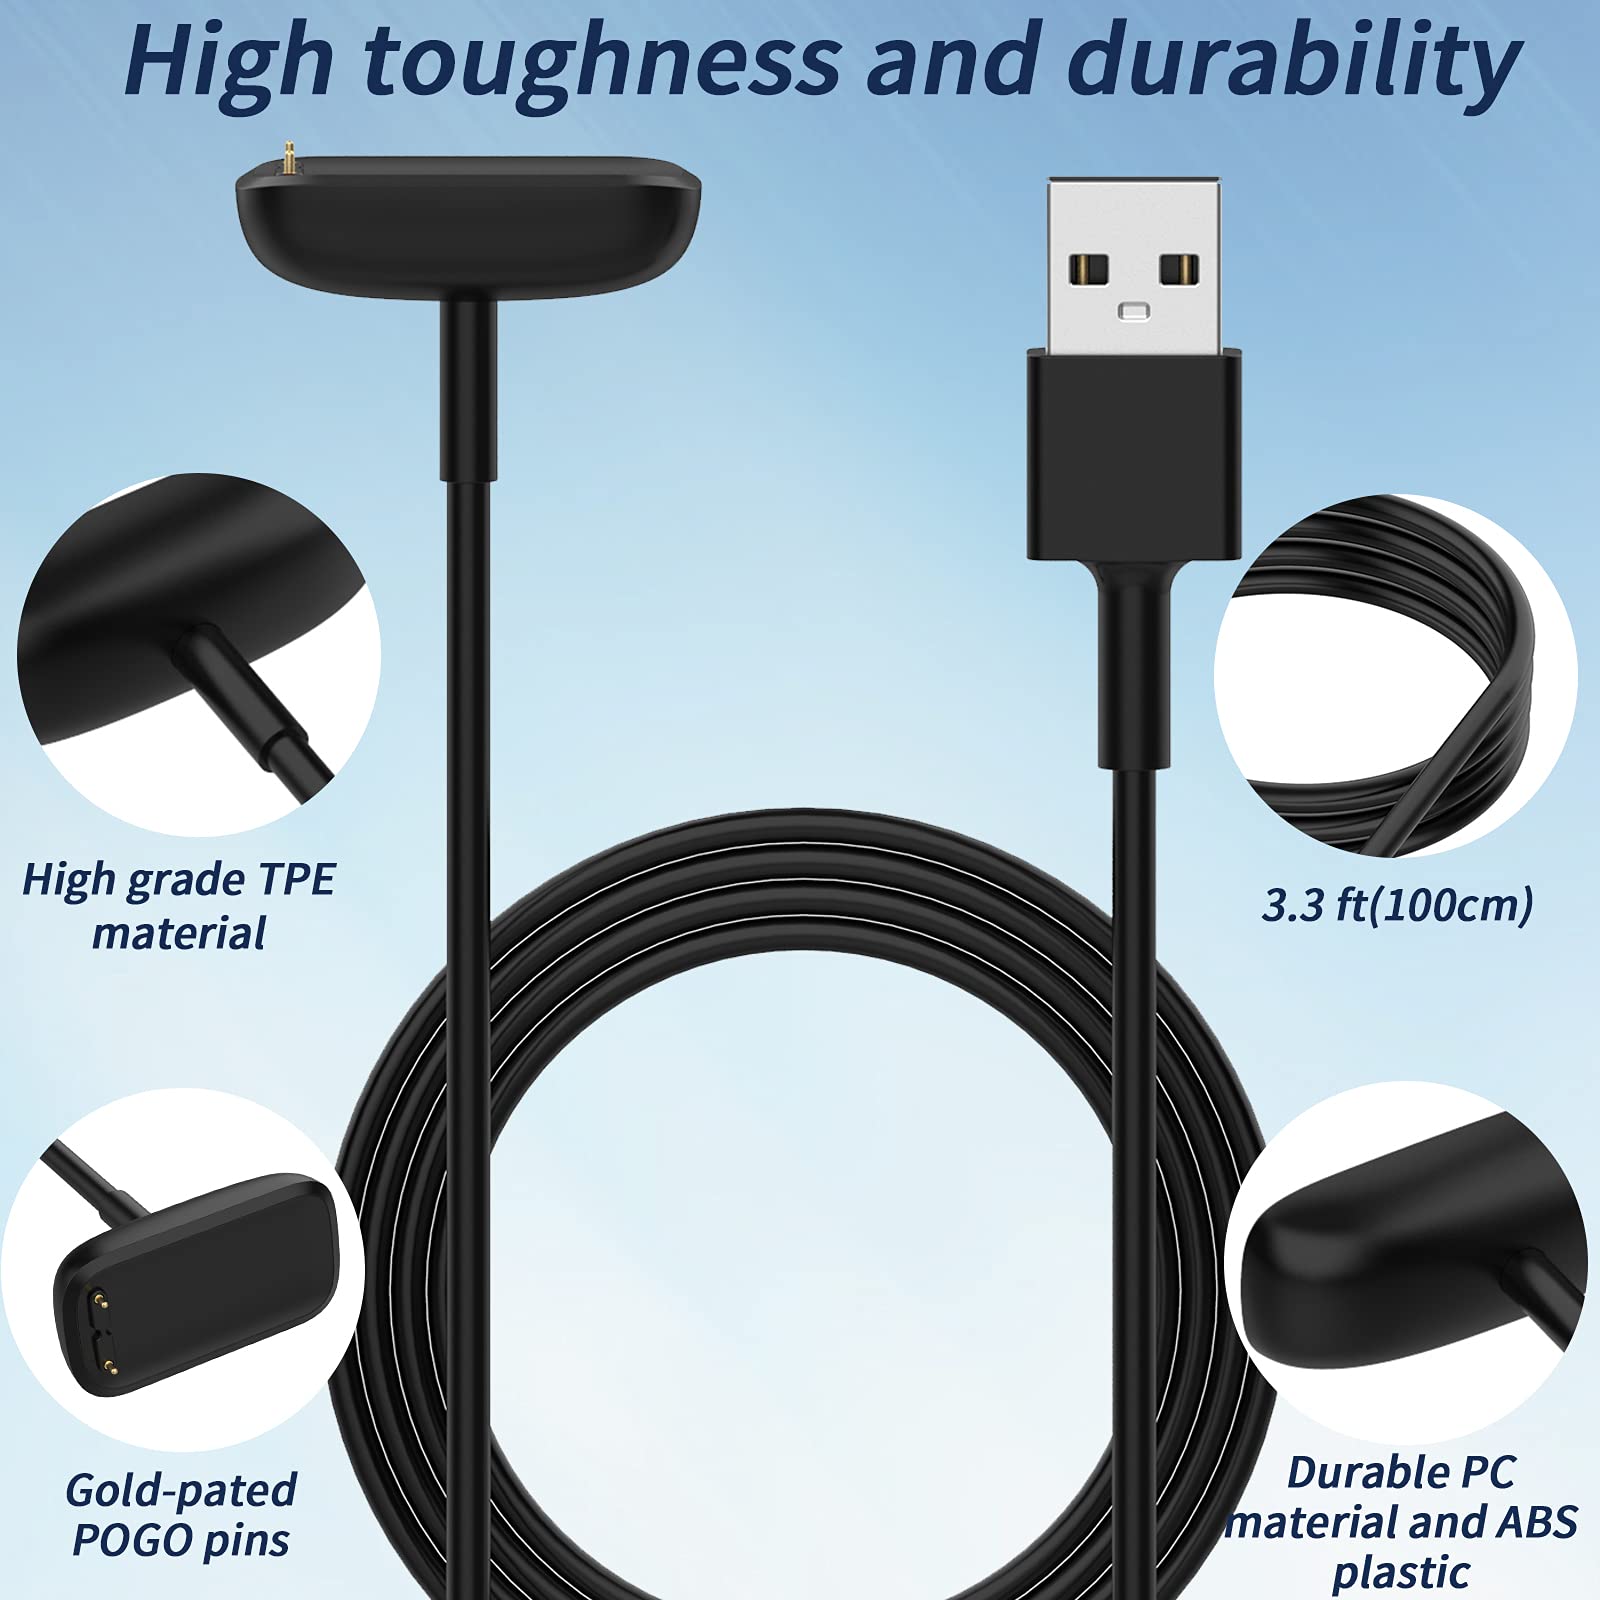 High toughness and durability
High grade TPE
material
3.3 ft(100cm)
Gold-pated
POGO pins
Durable PC
material and ABS
plastic